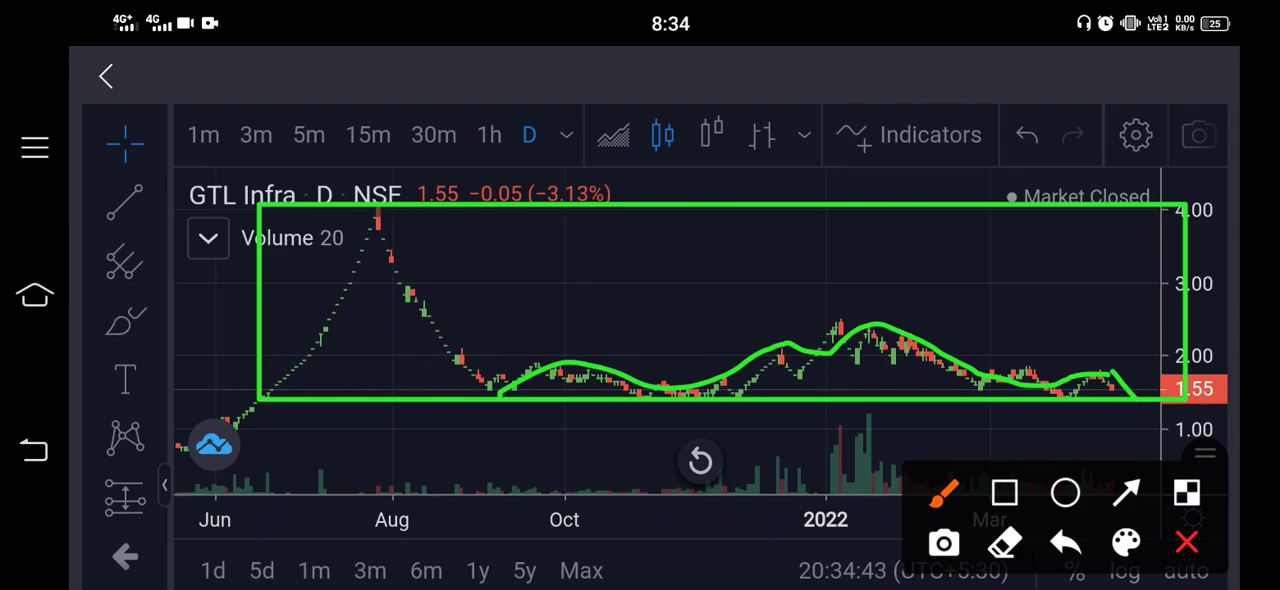 4G+ 4G 8:34 Vo) 1 LTE2 0.00 KB/s 25
1m 3m 5m 15m 30m 1h D Indicators
GTL Infra · D · NSE 1.55 −0.05 (−3.13%) Market Closed
Volume 20
4.00
3.00
2.00
1.55
1.00
Jun Aug Oct 2022 Mar
1d 5d 1m 3m 6m 1y 5y Max 20:34:43 (UTC+5:30) % log auto